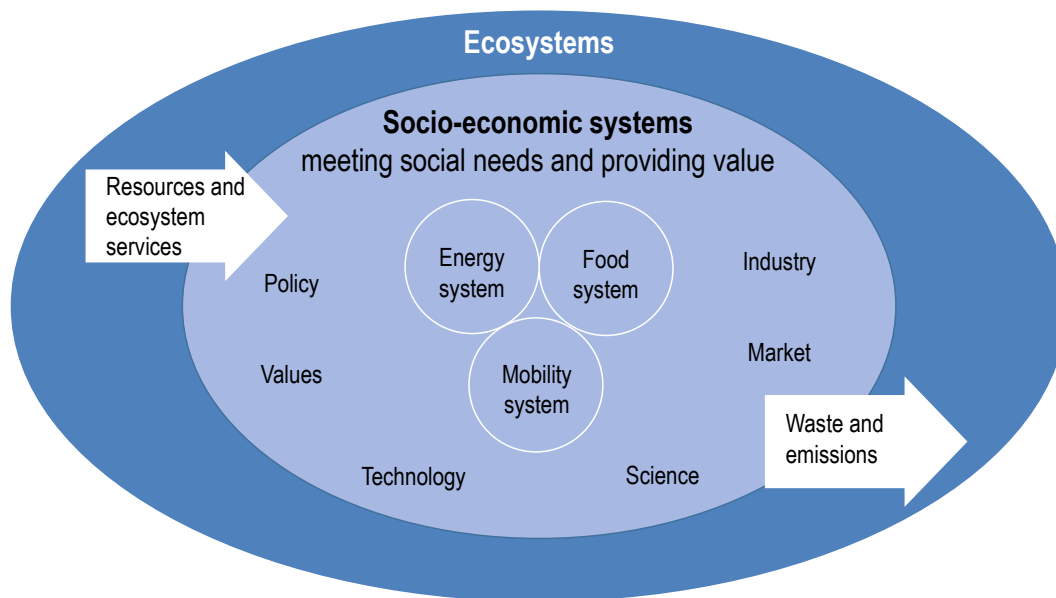 Ecosystems
Socio-economic systems
meeting social needs and providing value
Resources and
ecosystem
services
Energy
system
Food
system
Industry
Policy
Market
Values
Mobility
system
Waste and
emissions
Technology
Science